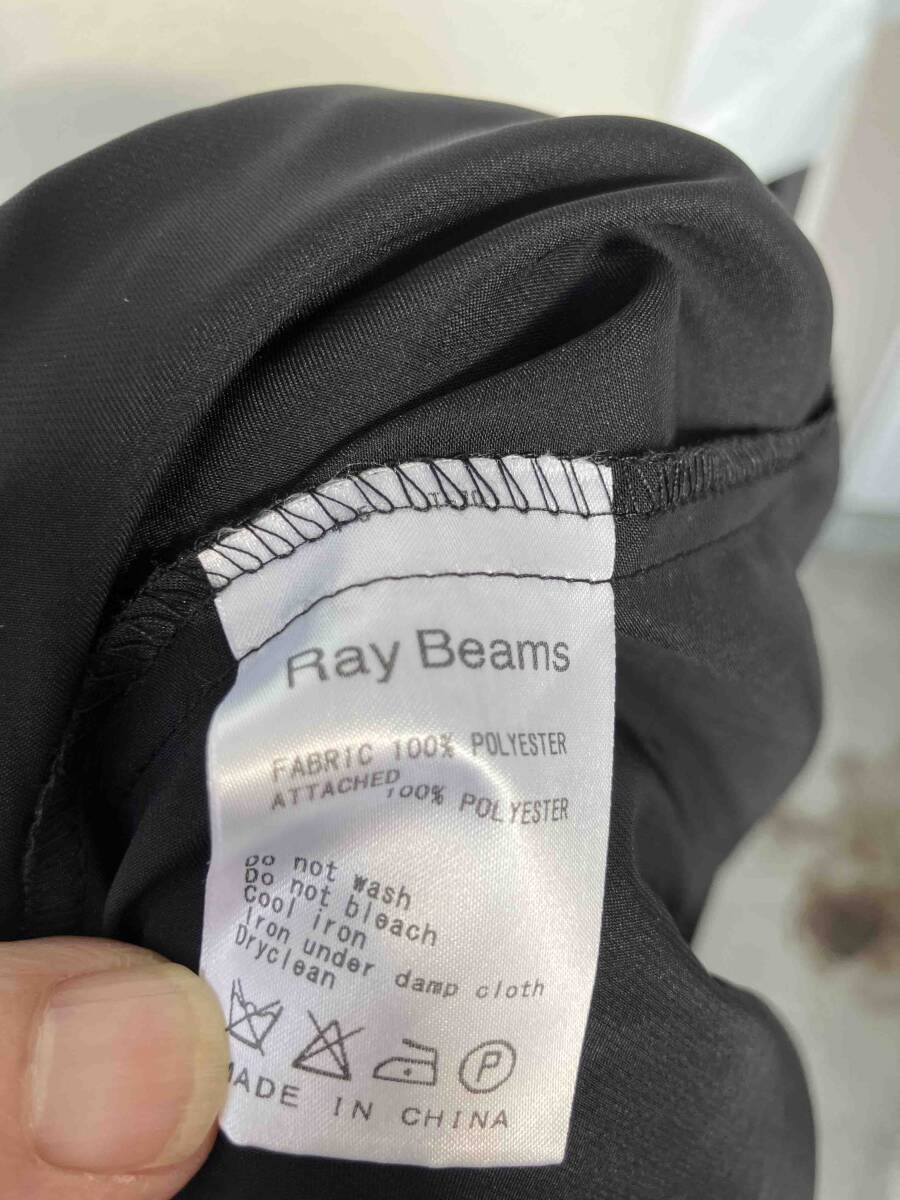 Ray Beams
FABRIC 100% POLYESTER
ATTACHED 100% POLYESTER
Do not wash
Do not bleach
Cool iron
Iron under damp cloth
Dryclean
P
MADE IN CHINA